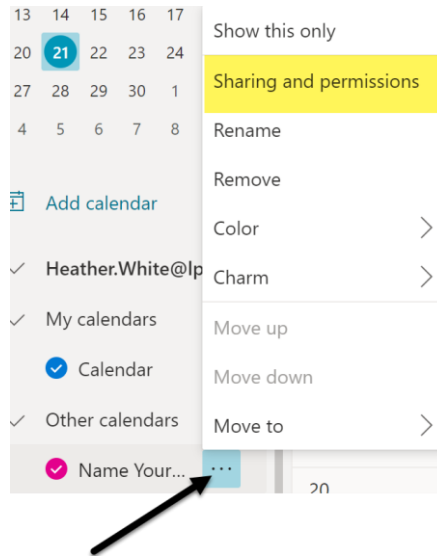 13 14 15 16 17
20 21 22 23 24
27 28 29 30 1
4 5 6 7 8
Add calendar
Heather.White@lp
My calendars
Calendar
Other calendars
Name Your... ...
Show this only
Sharing and permissions
Rename
Remove
Color
Charm
Move up
Move down
Move to
20